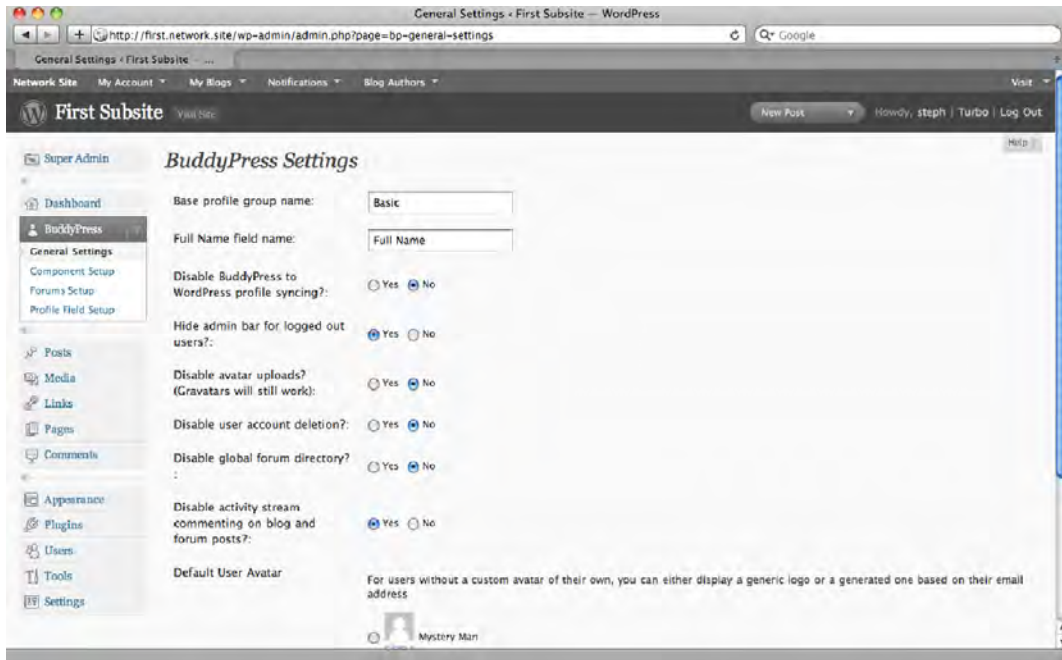 General Settings ‹ First Subsite — WordPress
http://first.network.site/wp-admin/admin.php?page=bp-general-settings
Google
General Settings ‹ First Subsite — ...
Network Site My Account My Blogs Notifications Blog Authors Visit
First Subsite Visit Site New Post Howdy, steph | Turbo | Log Out
Help
Super Admin
Dashboard
BuddyPress
General Settings
Component Setup
Forums Setup
Profile Field Setup
Posts
Media
Links
Pages
Comments
Appearance
Plugins
Users
Tools
Settings
BuddyPress Settings
Base profile group name: Basic
Full Name field name: Full Name
Disable BuddyPress to
WordPress profile syncing?: Yes No
Hide admin bar for logged out
users?: Yes No
Disable avatar uploads?
(Gravatars will still work): Yes No
Disable user account deletion?: Yes No
Disable global forum directory?
: Yes No
Disable activity stream
commenting on blog and
forum posts?: Yes No
Default User Avatar
For users without a custom avatar of their own, you can either display a generic logo or a generated one based on their email
address
Mystery Man